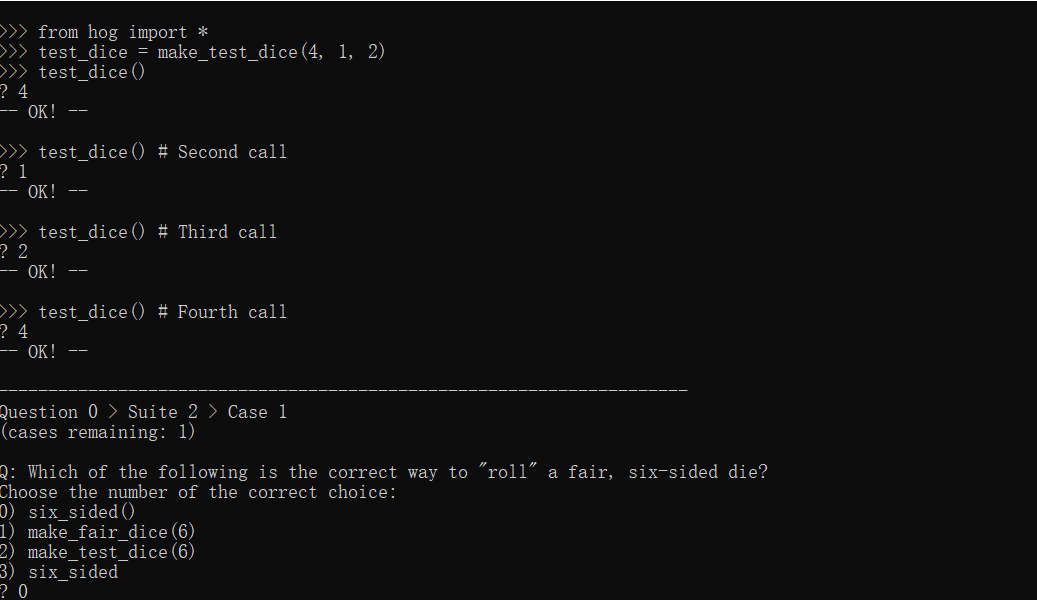 >>> from hog import *
>>> test_dice = make_test_dice(4, 1, 2)
>>> test_dice()
? 4
-- OK! --
>>> test_dice() # Second call
? 1
-- OK! --
>>> test_dice() # Third call
? 2
-- OK! --
>>> test_dice() # Fourth call
? 4
-- OK! --
---------------------------------------------------------------------
Question 0 > Suite 2 > Case 1
(cases remaining: 1)
Q: Which of the following is the correct way to "roll" a fair, six-sided die?
Choose the number of the correct choice:
0) six_sided()
1) make_fair_dice(6)
2) make_test_dice(6)
3) six_sided
? 0